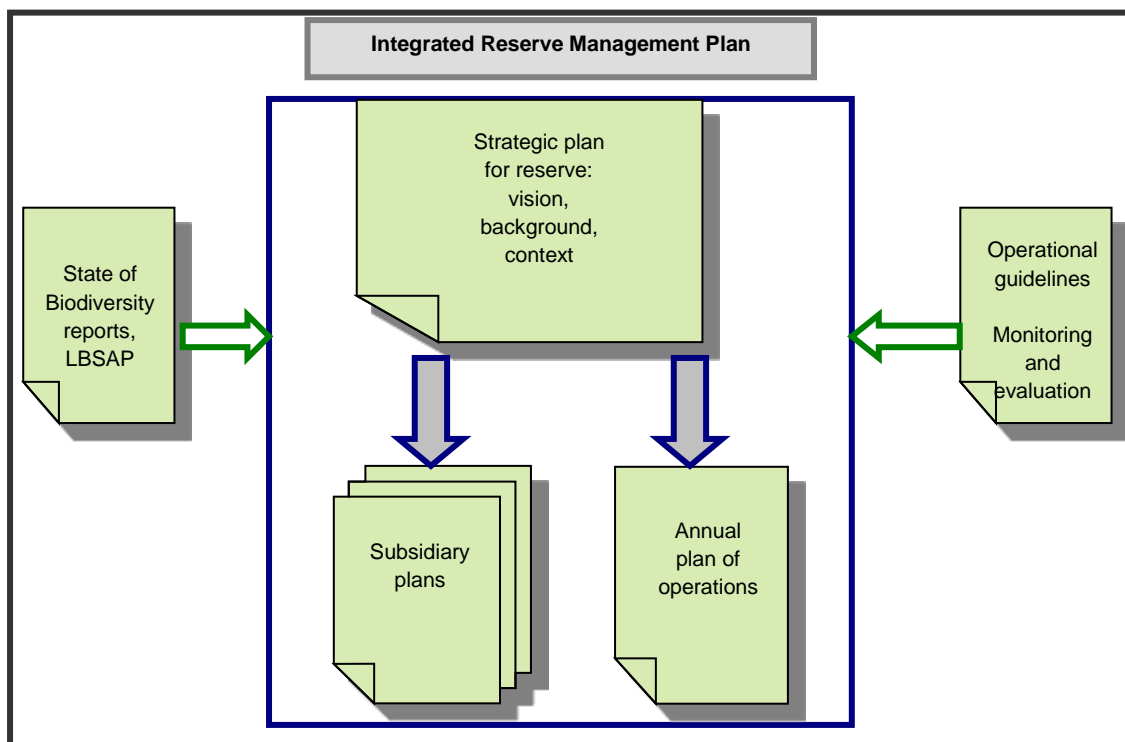 Integrated Reserve Management Plan
Strategic plan
for reserve:
vision,
background,
context
State of
Biodiversity
reports,
LBSAP
Operational
guidelines
Monitoring
and
evaluation
Subsidiary
plans
Annual
plan of
operations